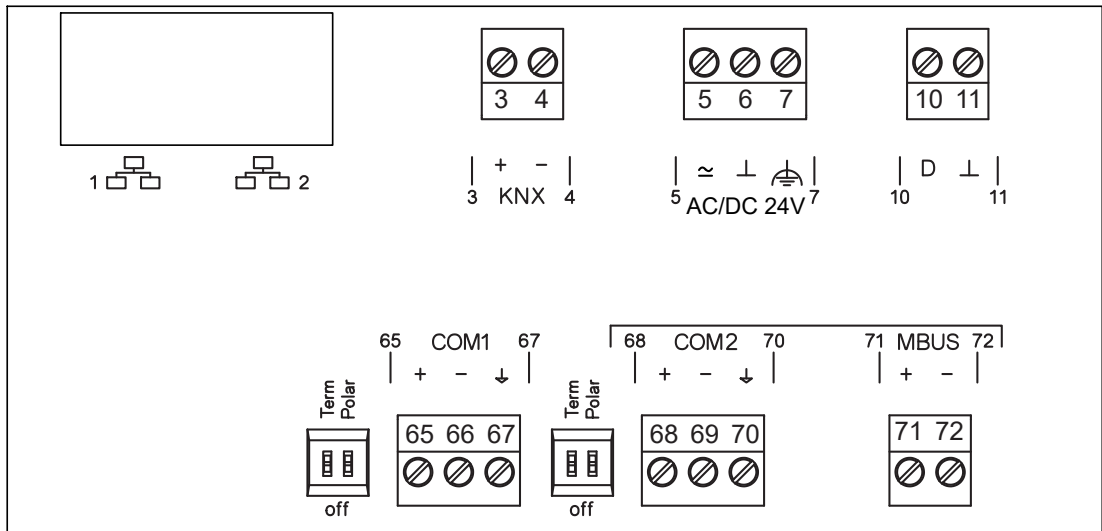 3 4
5 6 7
10 11
1 2
+ −
3 KNX 4
≃ ⊥ ⏚
5 AC/DC 24V 7
D ⊥
10 11
65 COM1 67
+ −
68 COM2 70
+ −
71 MBUS 72
+ −
Term
Polar
65 66 67
off
Term
Polar
68 69 70
off
71 72